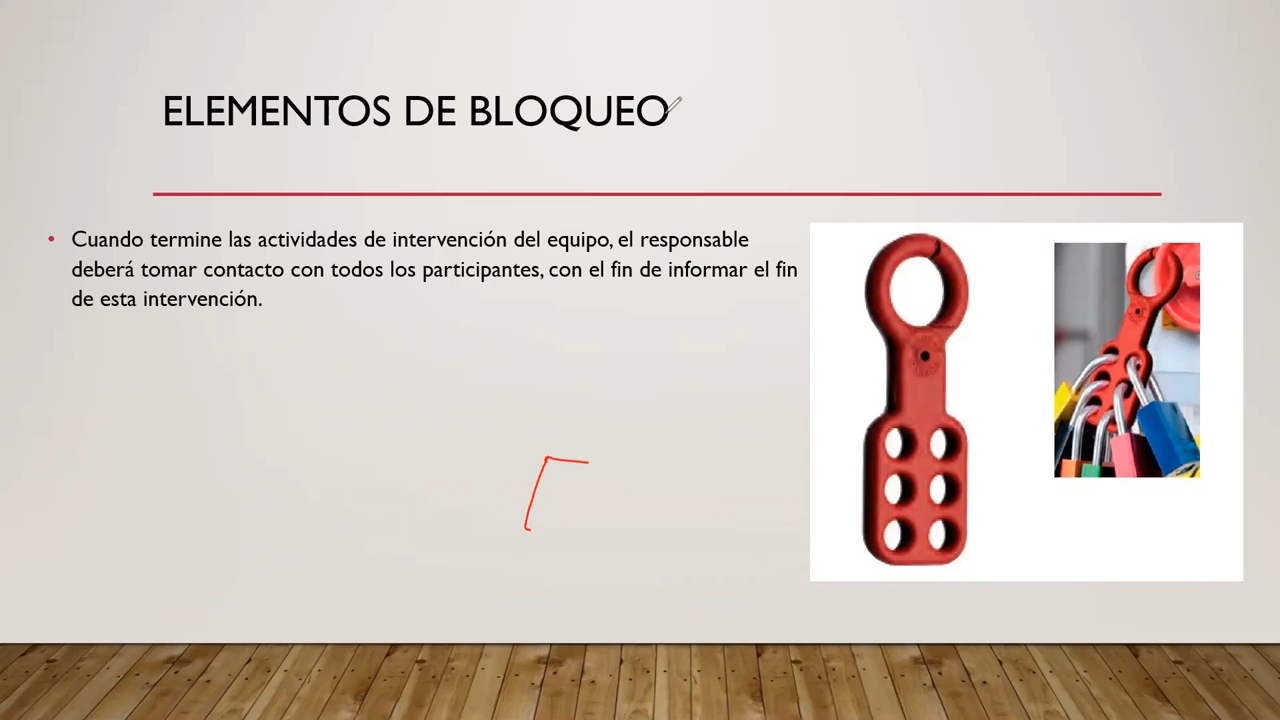 ELEMENTOS DE BLOQUEO
• Cuando termine las actividades de intervención del equipo, el responsable
deberá tomar contacto con todos los participantes, con el fin de informar el fin
de esta intervención.